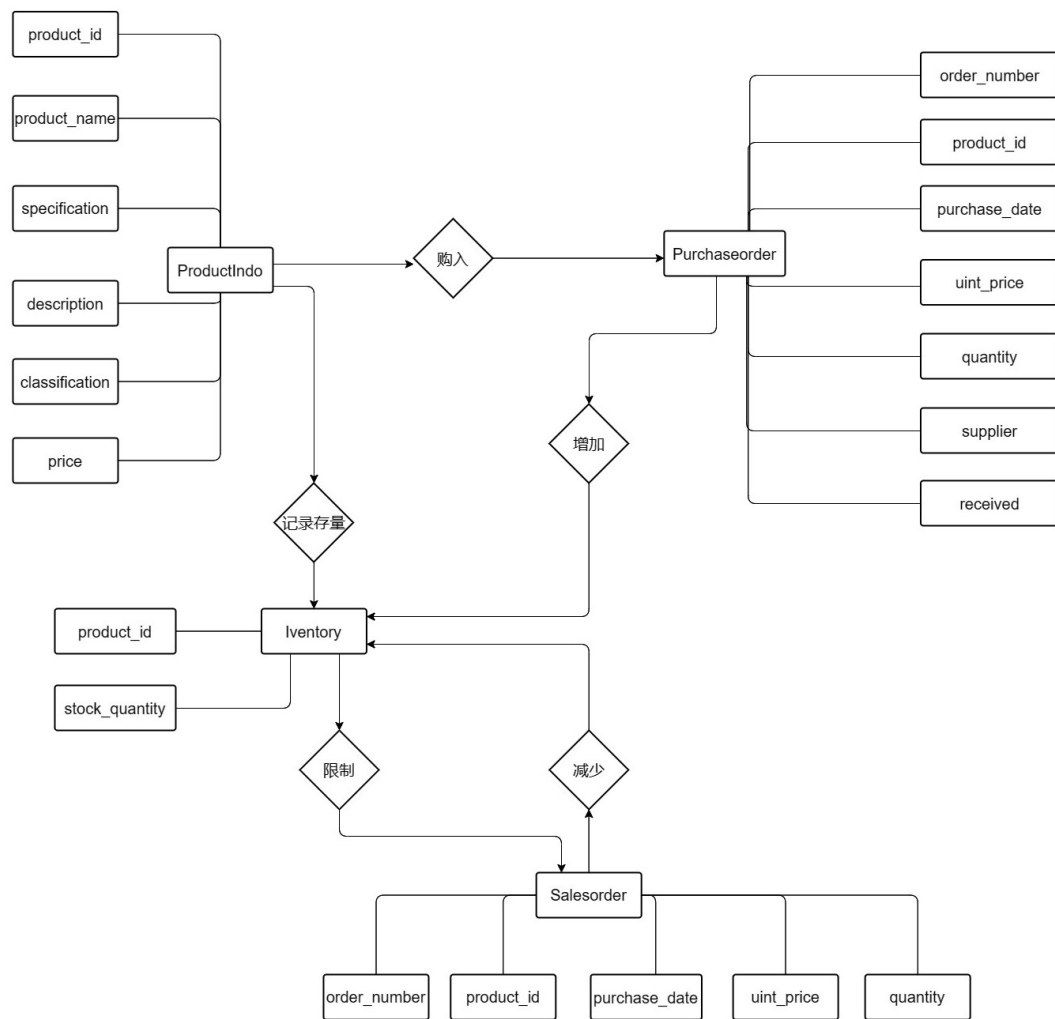 product_id
product_name
specification
description
classification
price
ProductIndo
购入
Purchaseorder
order_number
product_id
purchase_date
uint_price
quantity
supplier
received
增加
记录存量
Iventory
product_id
stock_quantity
限制
减少
Salesorder
order_number
product_id
purchase_date
uint_price
quantity